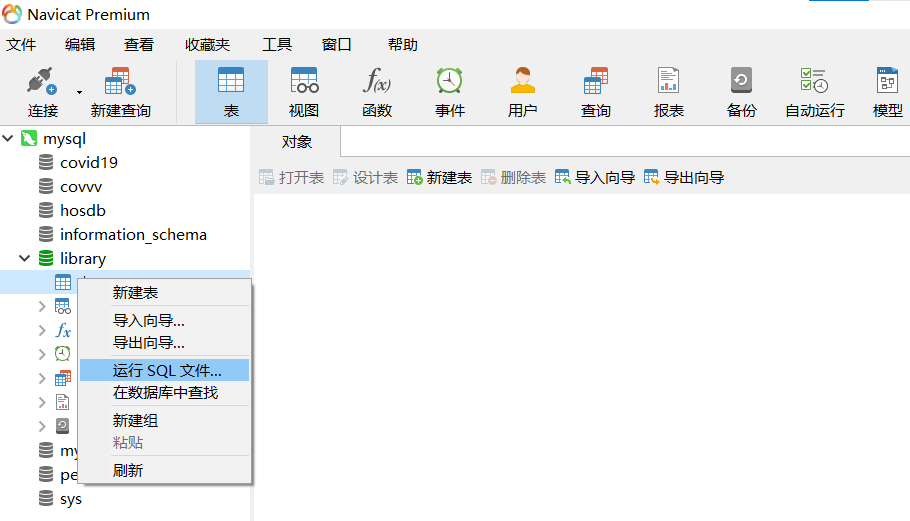 Navicat Premium
文件 编辑 查看 收藏夹 工具 窗口 帮助
连接 新建查询 表 视图 函数 事件 用户 查询 报表 备份 自动运行 模型
mysql
对象
covid19
打开表 设计表 新建表 删除表 导入向导 导出向导
covvv
hosdb
information_schema
library
新建表
导入向导...
导出向导...
运行 SQL 文件...
在数据库中查找
新建组
粘贴
刷新
my
pe
sys